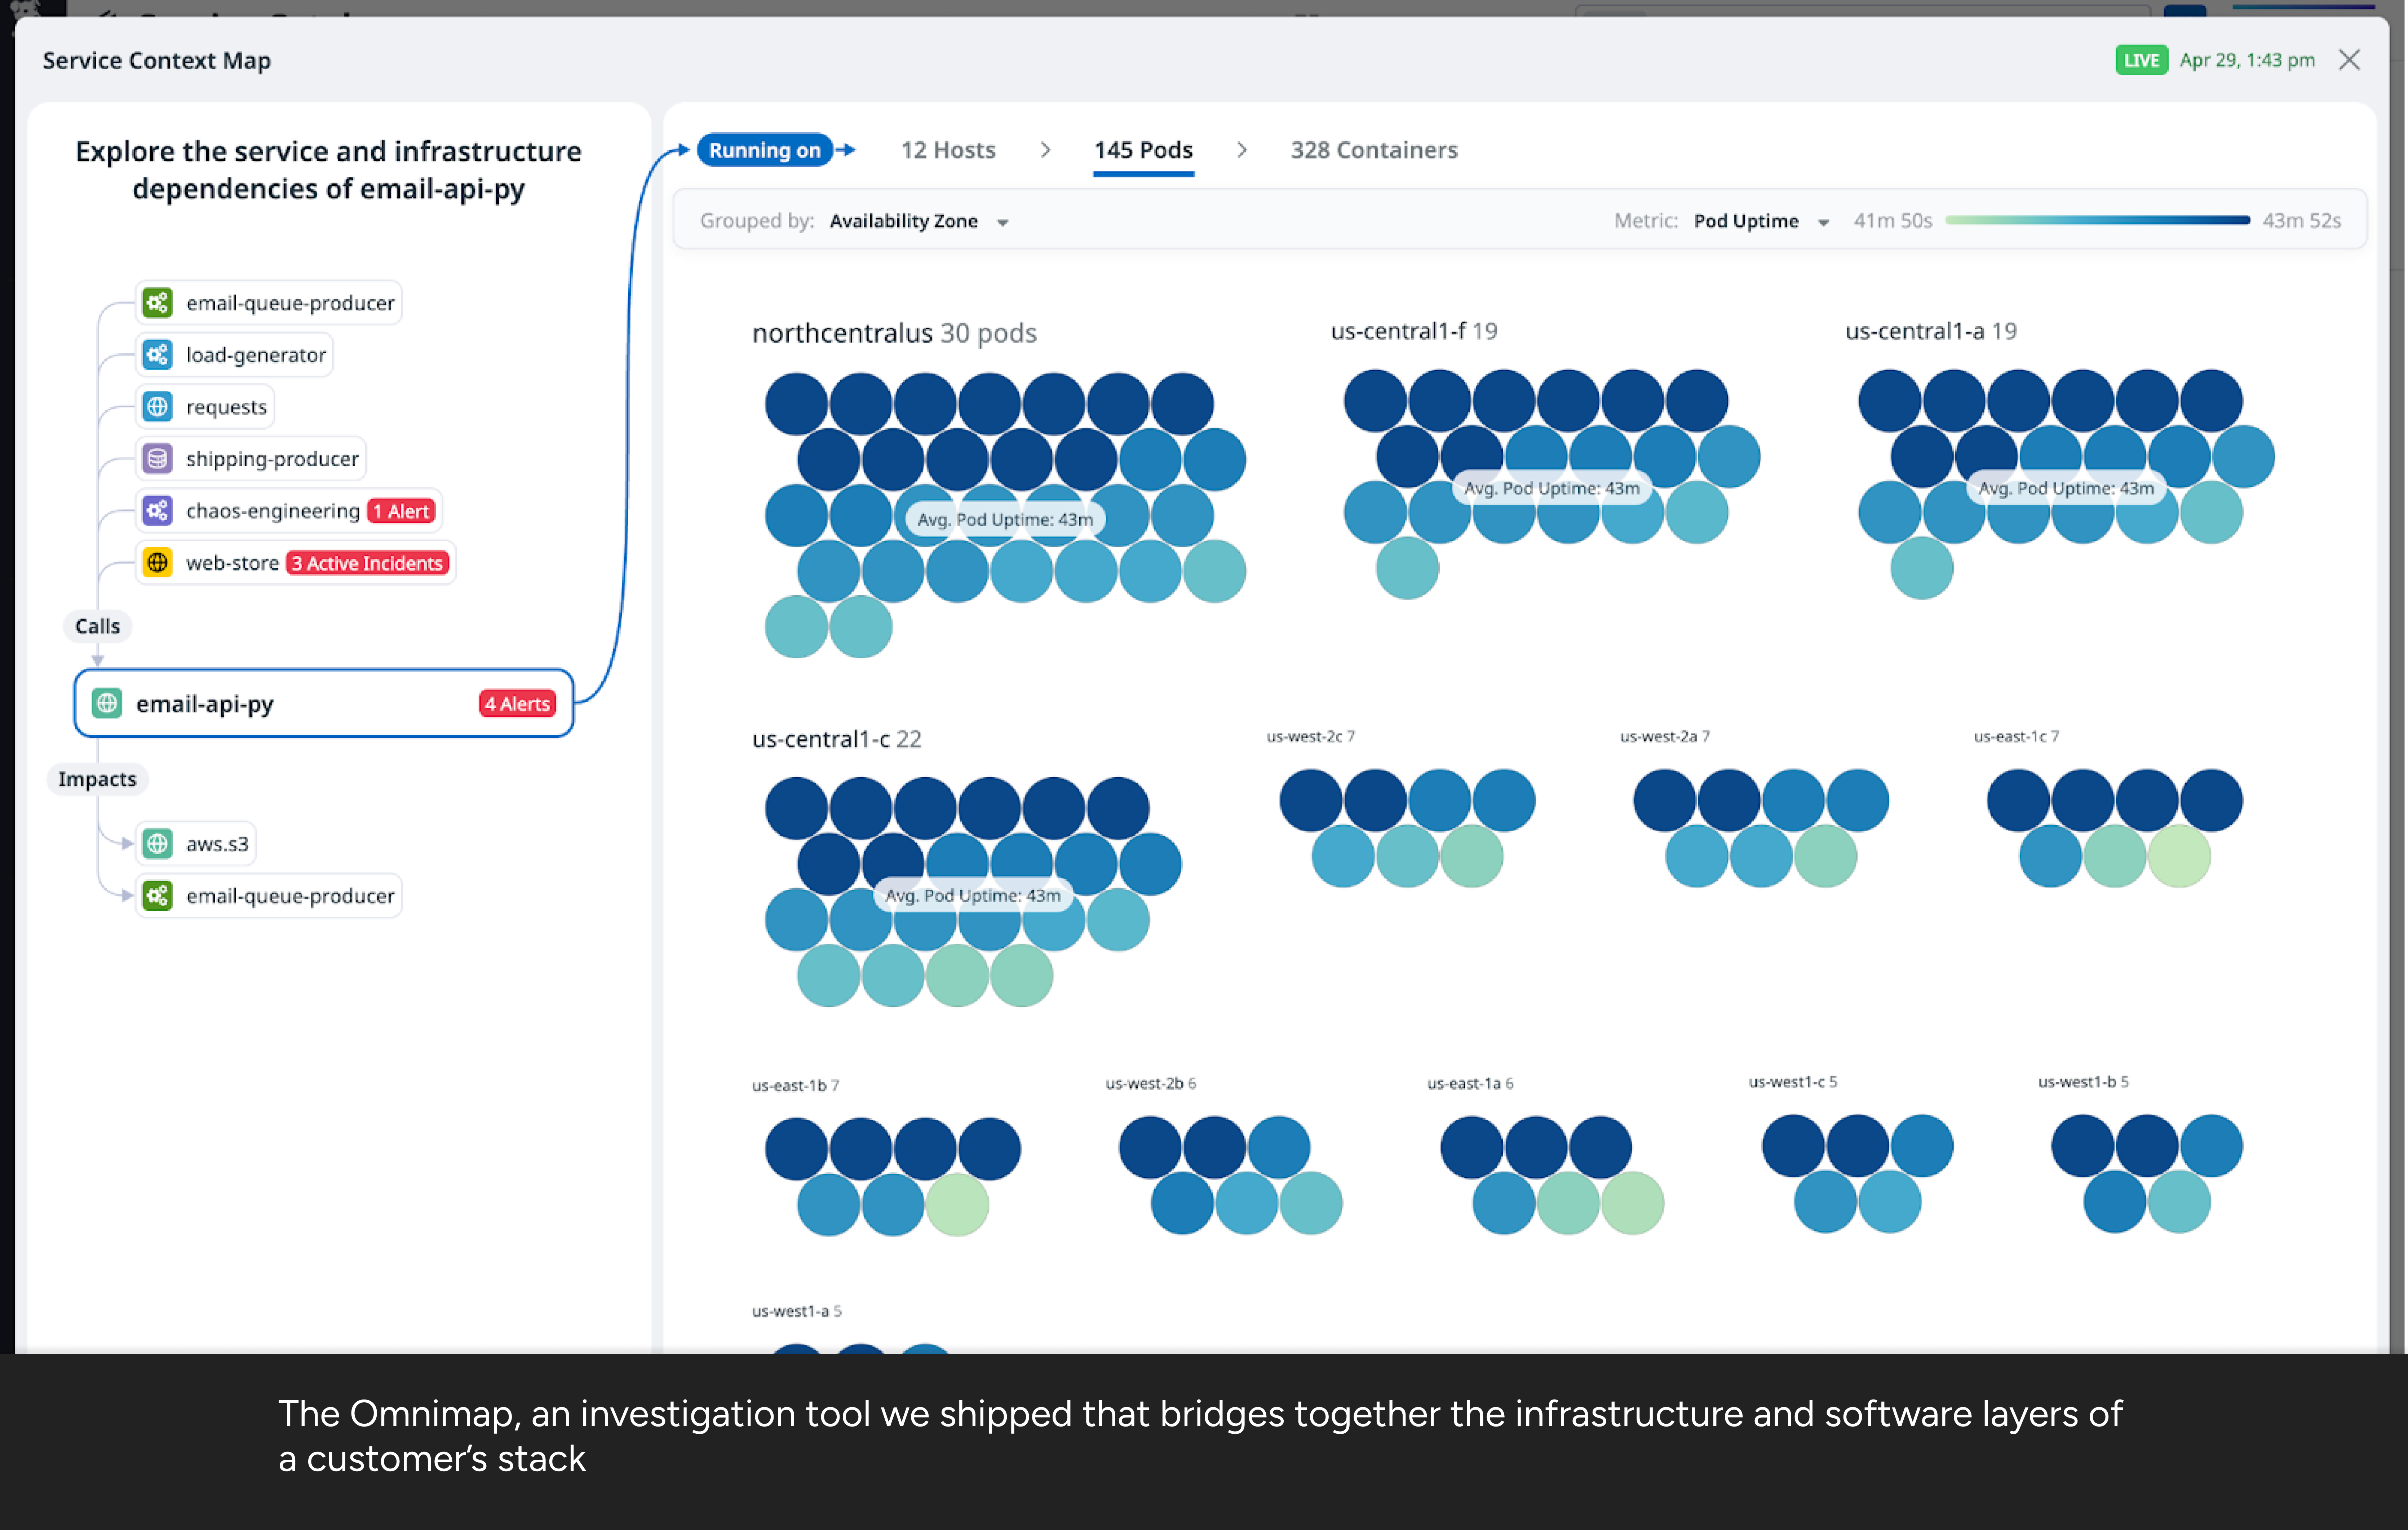 Service Context Map
LIVE Apr 29, 1:43 pm
Explore the service and infrastructure
dependencies of email-api-py
email-queue-producer
load-generator
requests
shipping-producer
chaos-engineering 1 Alert
web-store 3 Active Incidents
Calls
email-api-py 4 Alerts
Impacts
aws.s3
email-queue-producer
Running on 12 Hosts > 145 Pods > 328 Containers
Grouped by: Availability Zone Metric: Pod Uptime 41m 50s 43m 52s
northcentralus 30 pods
Avg. Pod Uptime: 43m
us-central1-f 19
Avg. Pod Uptime: 43m
us-central1-a 19
Avg. Pod Uptime: 43m
us-central1-c 22
Avg. Pod Uptime: 43m
us-west-2c 7
us-west-2a 7
us-east-1c 7
us-east-1b 7
us-west-2b 6
us-east-1a 6
us-west1-c 5
us-west1-b 5
us-west1-a 5
The Omnimap, an investigation tool we shipped that bridges together the infrastructure and software layers of
a customer’s stack